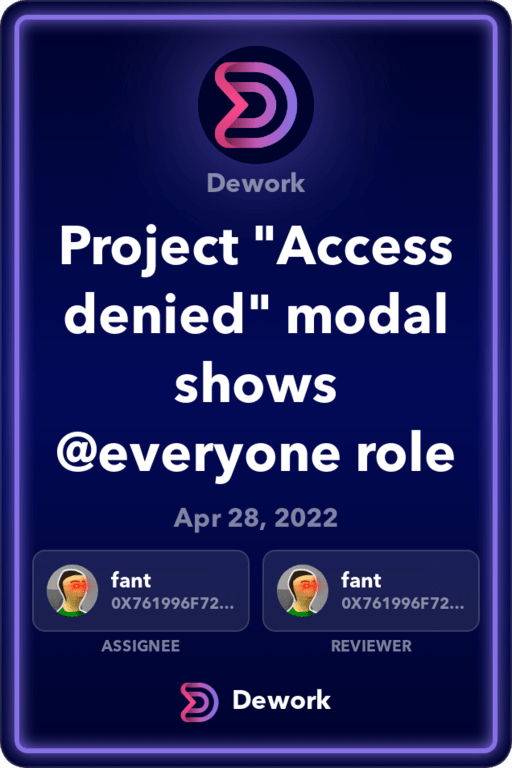 Dework
Project "Access
denied" modal
shows
@everyone role
Apr 28, 2022
fant
0X761996F72...
ASSIGNEE
fant
0X761996F72...
REVIEWER
Dework